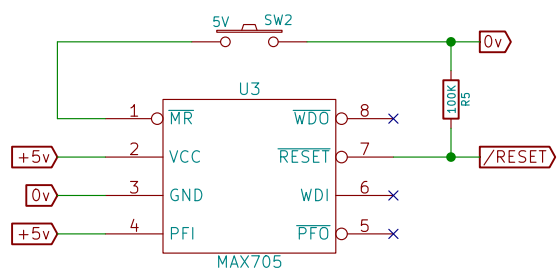 5V SW2
0v
U3
100K
R5
1 MR WDO 8
+5v 2 VCC RESET 7 /RESET
0v 3 GND WDI 6
+5v 4 PFI PFO 5
MAX705